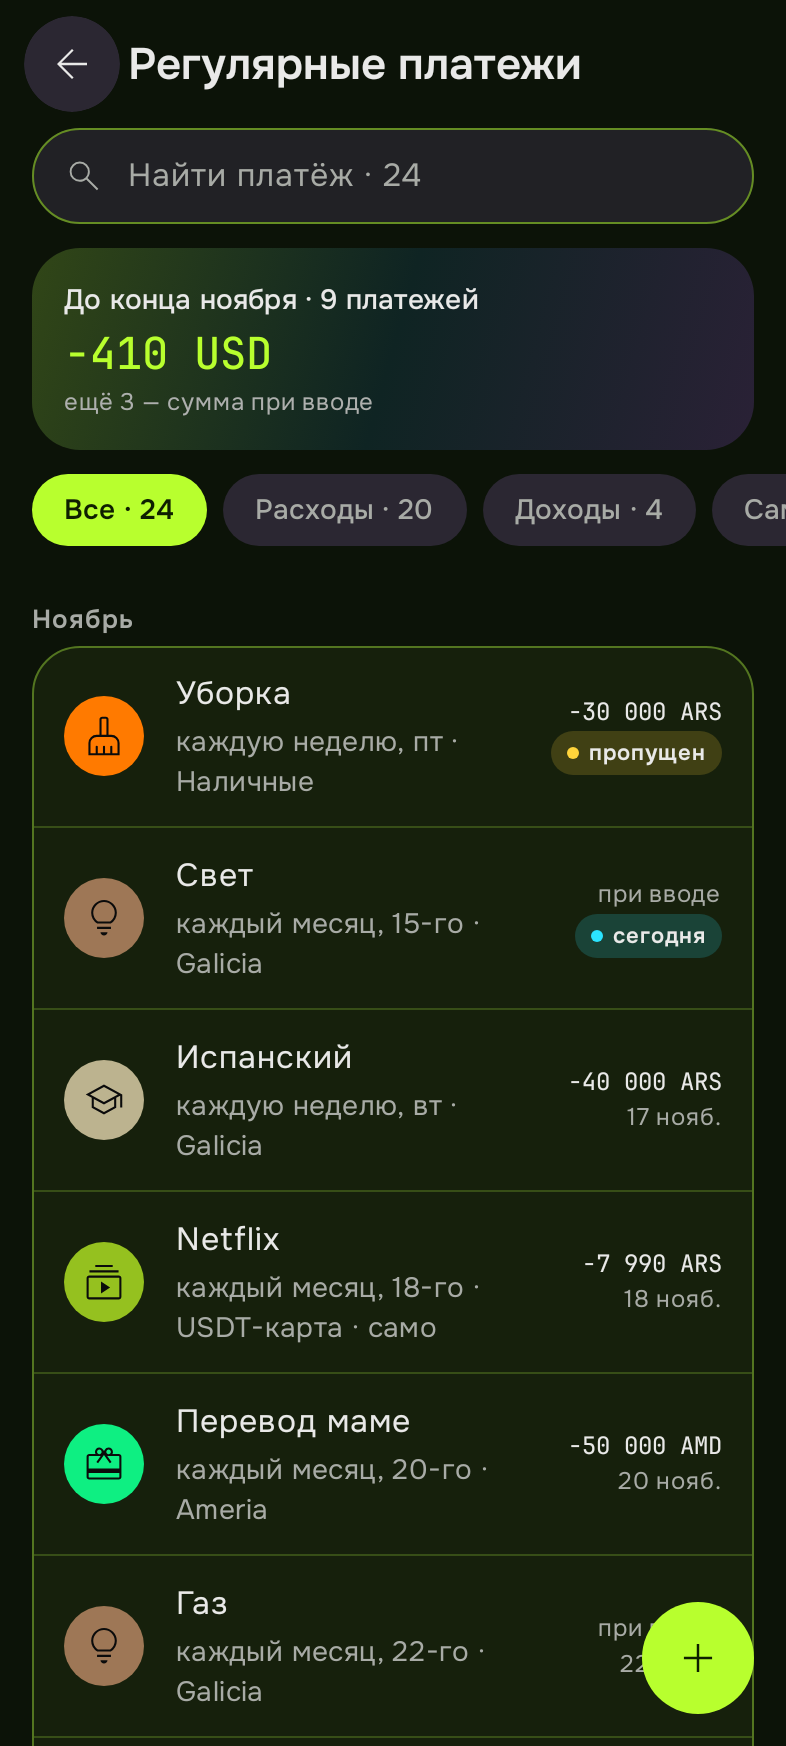 Регулярные платежи
Найти платёж · 24
До конца ноября · 9 платежей
-410 USD
ещё 3 — сумма при вводе
Все · 24
Расходы · 20
Доходы · 4
Ноябрь
Уборка
-30 000 ARS
каждую неделю, пт ·
пропущен
Наличные
Свет
при вводе
каждый месяц, 15-го ·
сегодня
Galicia
Испанский
-40 000 ARS
каждую неделю, вт ·
17 нояб.
Galicia
Netflix
-7 990 ARS
каждый месяц, 18-го ·
18 нояб.
USDT-карта · само
Перевод маме
-50 000 AMD
каждый месяц, 20-го ·
20 нояб.
Ameria
Газ
при
каждый месяц, 22-го ·
22
Galicia